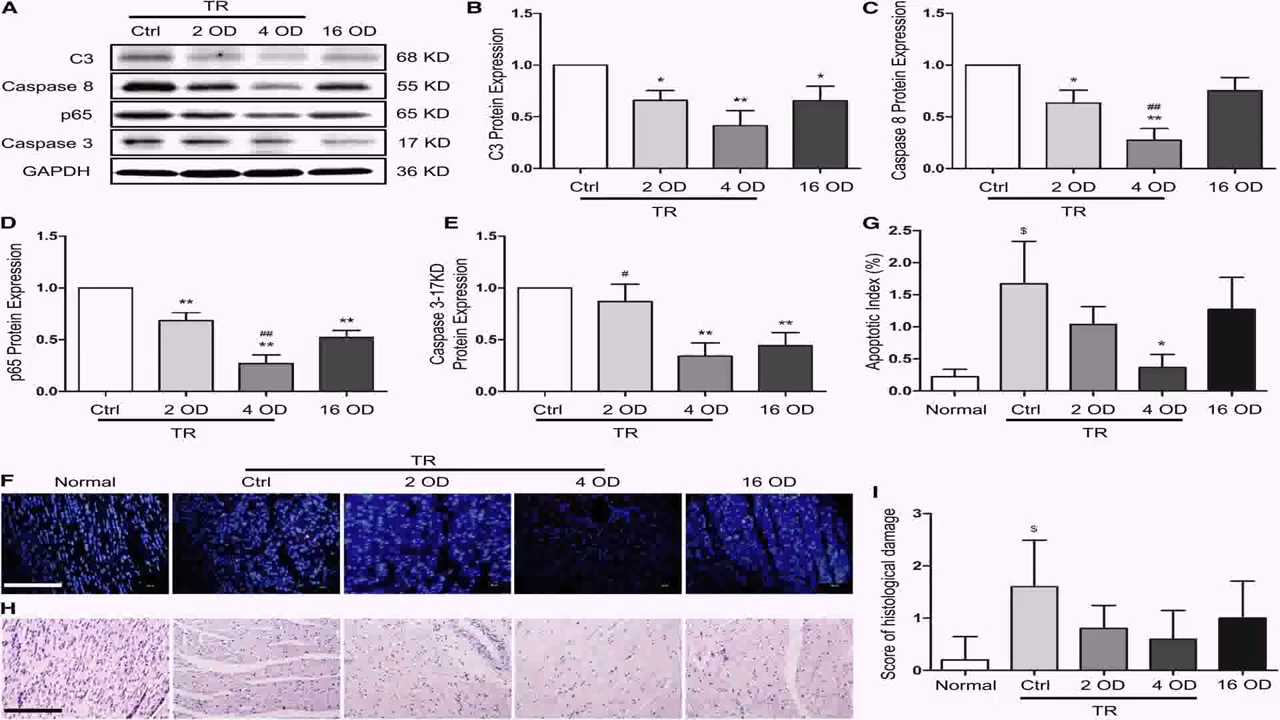 A
TR
Ctrl 2 OD 4 OD 16 OD
C3 68 KD
Caspase 8 55 KD
p65 65 KD
Caspase 3 17 KD
GAPDH 36 KD
B
C3 Protein Expression
1.5
1.0
0.5
0.0
*
**
*
Ctrl 2 OD 4 OD 16 OD
TR
C
Caspase 8 Protein Expression
1.5
1.0
0.5
0.0
*
##
**
Ctrl 2 OD 4 OD 16 OD
TR
D
p65 Protein Expression
1.5
1.0
0.5
0.0
**
##
**
**
Ctrl 2 OD 4 OD 16 OD
TR
E
Caspase 3-17KD
Protein Expression
1.5
1.0
0.5
0.0
#
**
**
Ctrl 2 OD 4 OD 16 OD
TR
G
Apoptotic Index (%)
2.5
2.0
1.5
1.0
0.5
0.0
$
*
Normal Ctrl 2 OD 4 OD 16 OD
TR
F
TR
Normal Ctrl 2 OD 4 OD 16 OD
H
I
Score of histological damage
3
2
1
0
$
Normal Ctrl 2 OD 4 OD 16 OD
TR